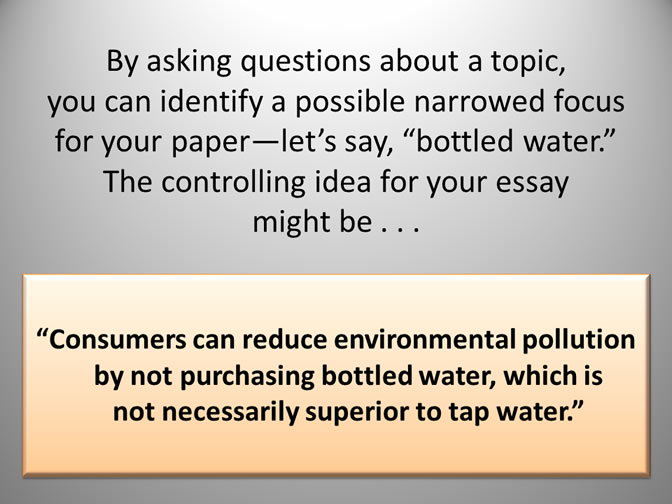 By asking questions about a topic,
you can identify a possible narrowed focus
for your paper—let’s say, “bottled water.”
The controlling idea for your essay
might be . . .
“Consumers can reduce environmental pollution
by not purchasing bottled water, which is
not necessarily superior to tap water.”